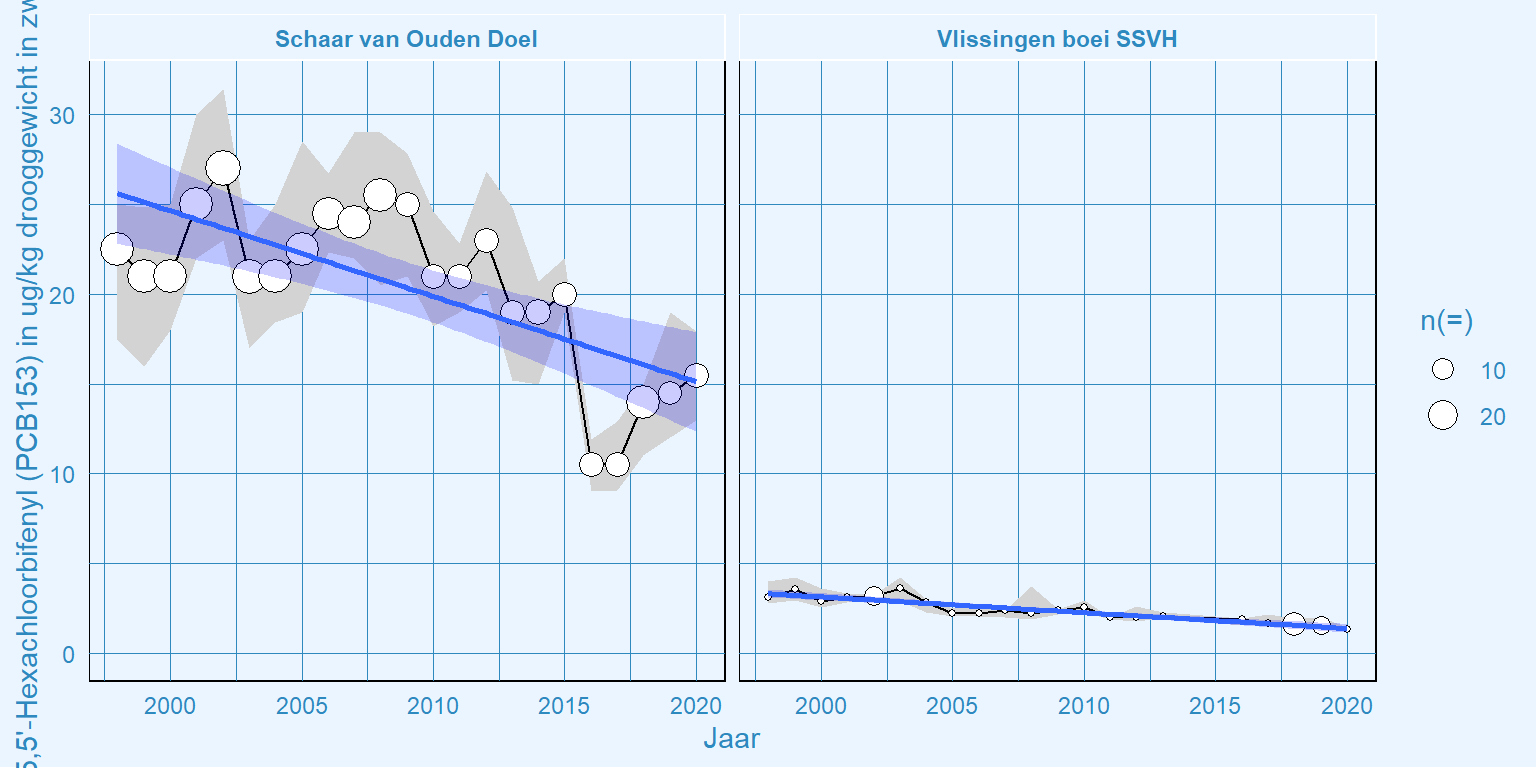 Schaar van Ouden Doel
Vlissingen boei SSVH
5,5'-Hexachloorbifenyl (PCB153) in ug/kg drooggewicht in zw
30
20
10
0
2000 2005 2010 2015 2020
2000 2005 2010 2015 2020
Jaar
n(=)
10
20